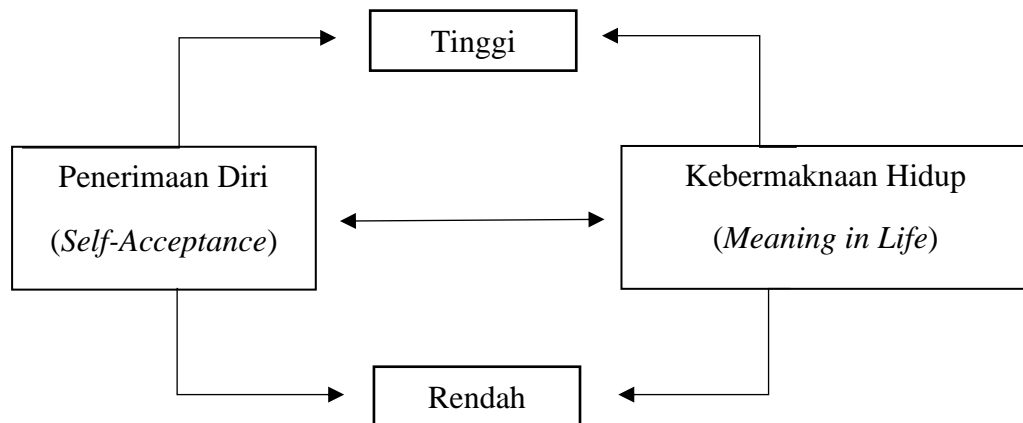 Tinggi
Penerimaan Diri
(Self-Acceptance)
Kebermaknaan Hidup
(Meaning in Life)
Rendah